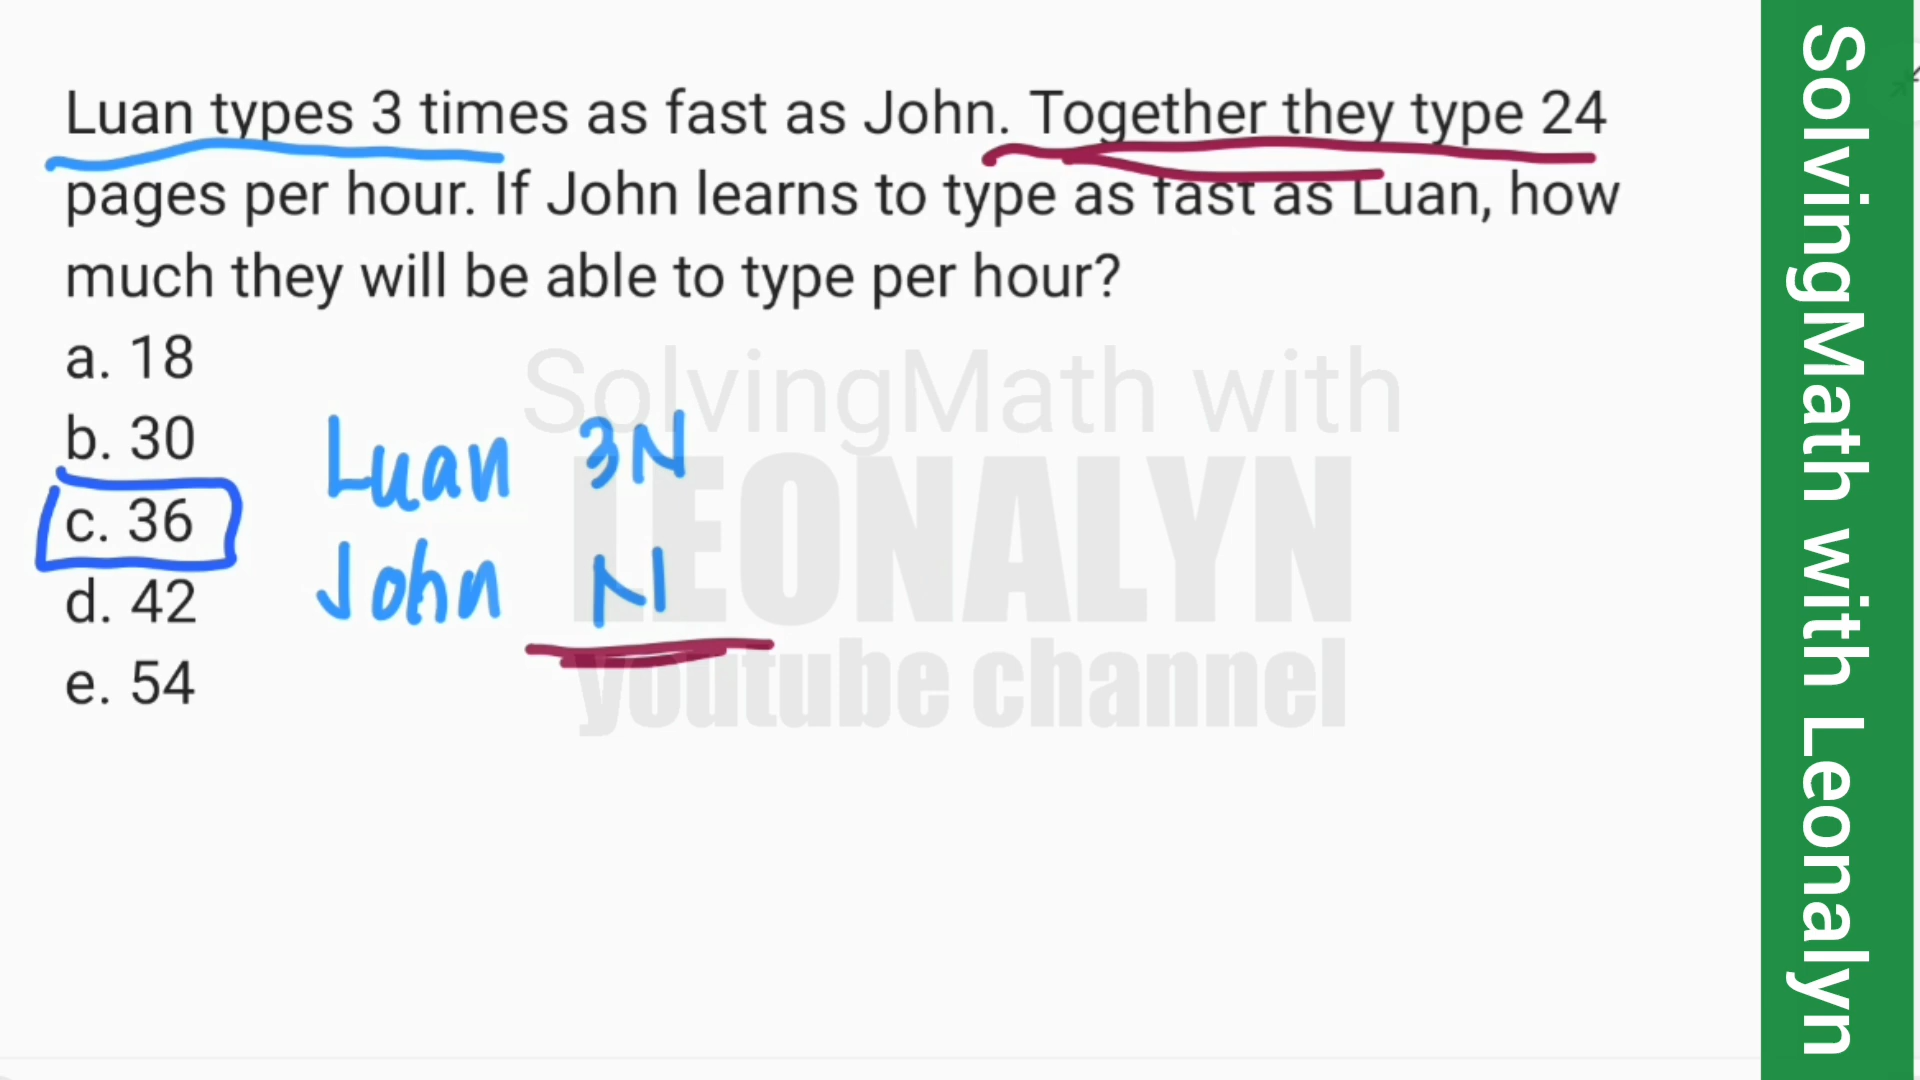 Luan types 3 times as fast as John. Together they type 24
pages per hour. If John learns to type as fast as Luan, how
much they will be able to type per hour?
a. 18
b. 30
c. 36
d. 42
e. 54
Luan 3N
John N
SolvingMath with
LEONALYN
youtube channel
SolvingMath with Leonalyn